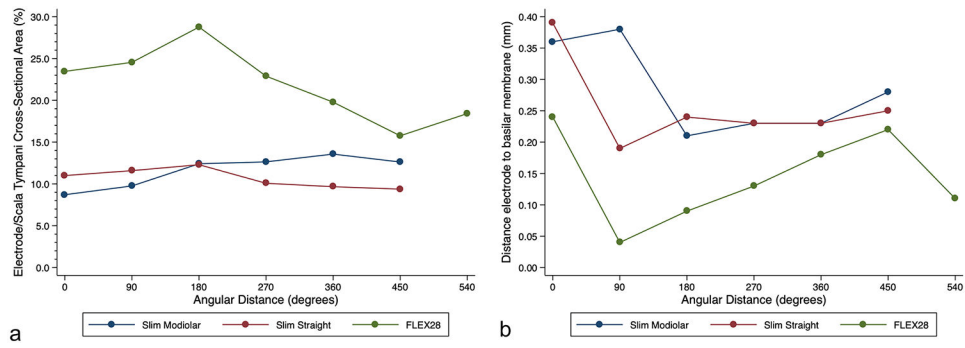 Electrode/Scala Tympani Cross-Sectional Area (%)
30.0
25.0
20.0
15.0
10.0
5.0
0.0
0 90 180 270 360 450 540
Angular Distance (degrees)
Slim Modiolar Slim Straight FLEX28
a
Distance electrode to basilar membrane (mm)
0.40
0.35
0.30
0.25
0.20
0.15
0.10
0.05
0.00
0 90 180 270 360 450 540
Angular Distance (degrees)
Slim Modiolar Slim Straight FLEX28
b